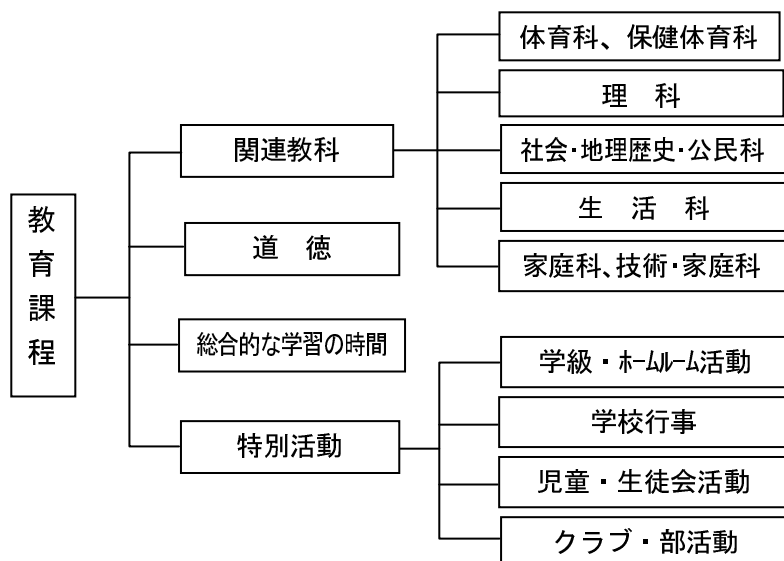 教育課程
関連教科
道　徳
総合的な学習の時間
特別活動
体育科、保健体育科
理　科
社会・地理歴史・公民科
生　活　科
家庭科、技術・家庭科
学級・ﾎｰﾑﾙｰﾑ活動
学校行事
児童・生徒会活動
クラブ・部活動